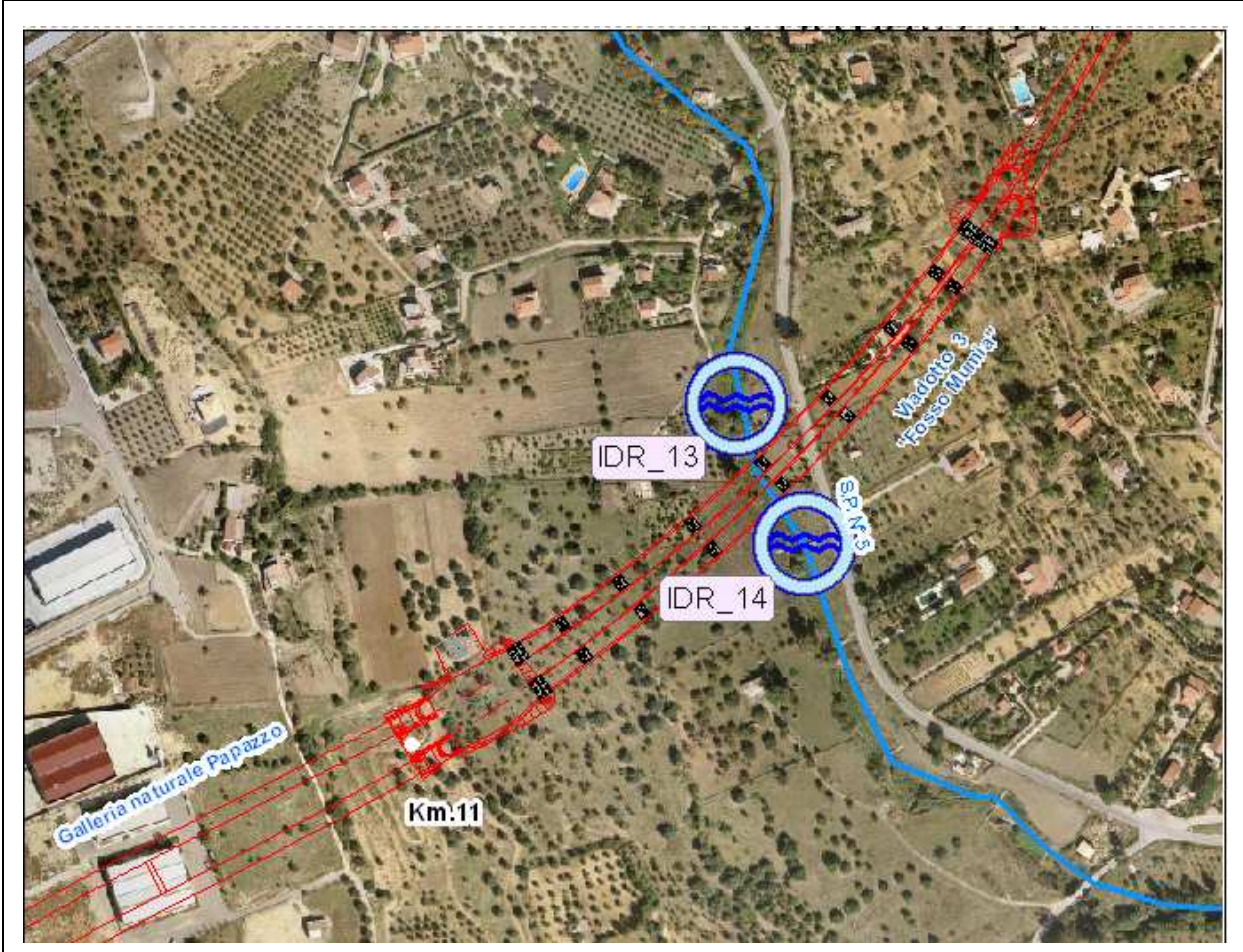 Viadotto 3
"Fosso Mumia"
IDR_13
S.P. N° 5
IDR_14
Galleria naturale Papazzo
Km.11